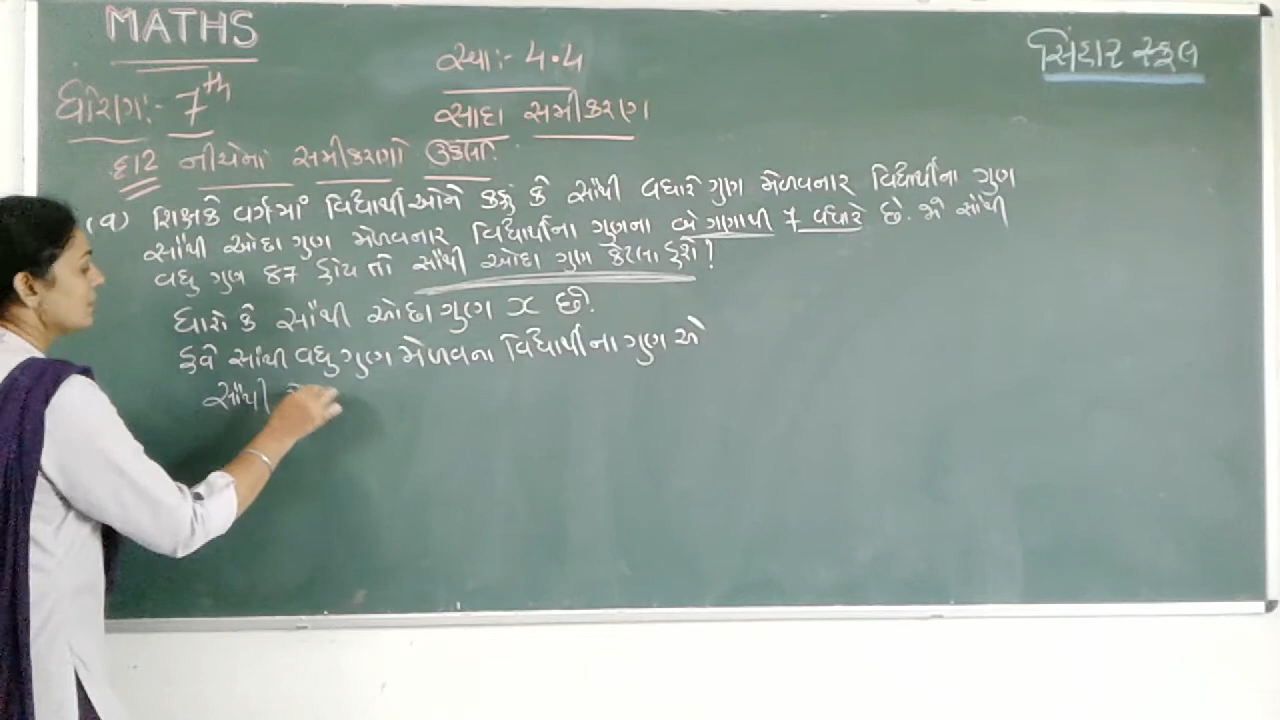 MATHS
સ્વા:- 4.4
સિંહાર સ્કૂલ
ધોરણ:- 7th
સાદા સમીકરણ
દા2 નીચેનાં સમીકરણો ઉકેલો.
(a) શિક્ષકે વર્ગમાં વિદ્યાર્થીઓને કહ્યું કે સૌથી વધારે ગુણ મેળવનાર વિદ્યાર્થીના ગુણ
સૌથી ઓછા ગુણ મેળવનાર વિદ્યાર્થીના ગુણના બે ગણાથી 7 વધારે છે. જો સૌથી
વધુ ગુણ 87 હોય તો સૌથી ઓછા ગુણ કેટલા હશે?
ધારો કે સૌથી ઓછા ગુણ x છે.
હવે સૌથી વધુ ગુણ મેળવના વિદ્યાર્થીના ગુણ એ
સૌથી